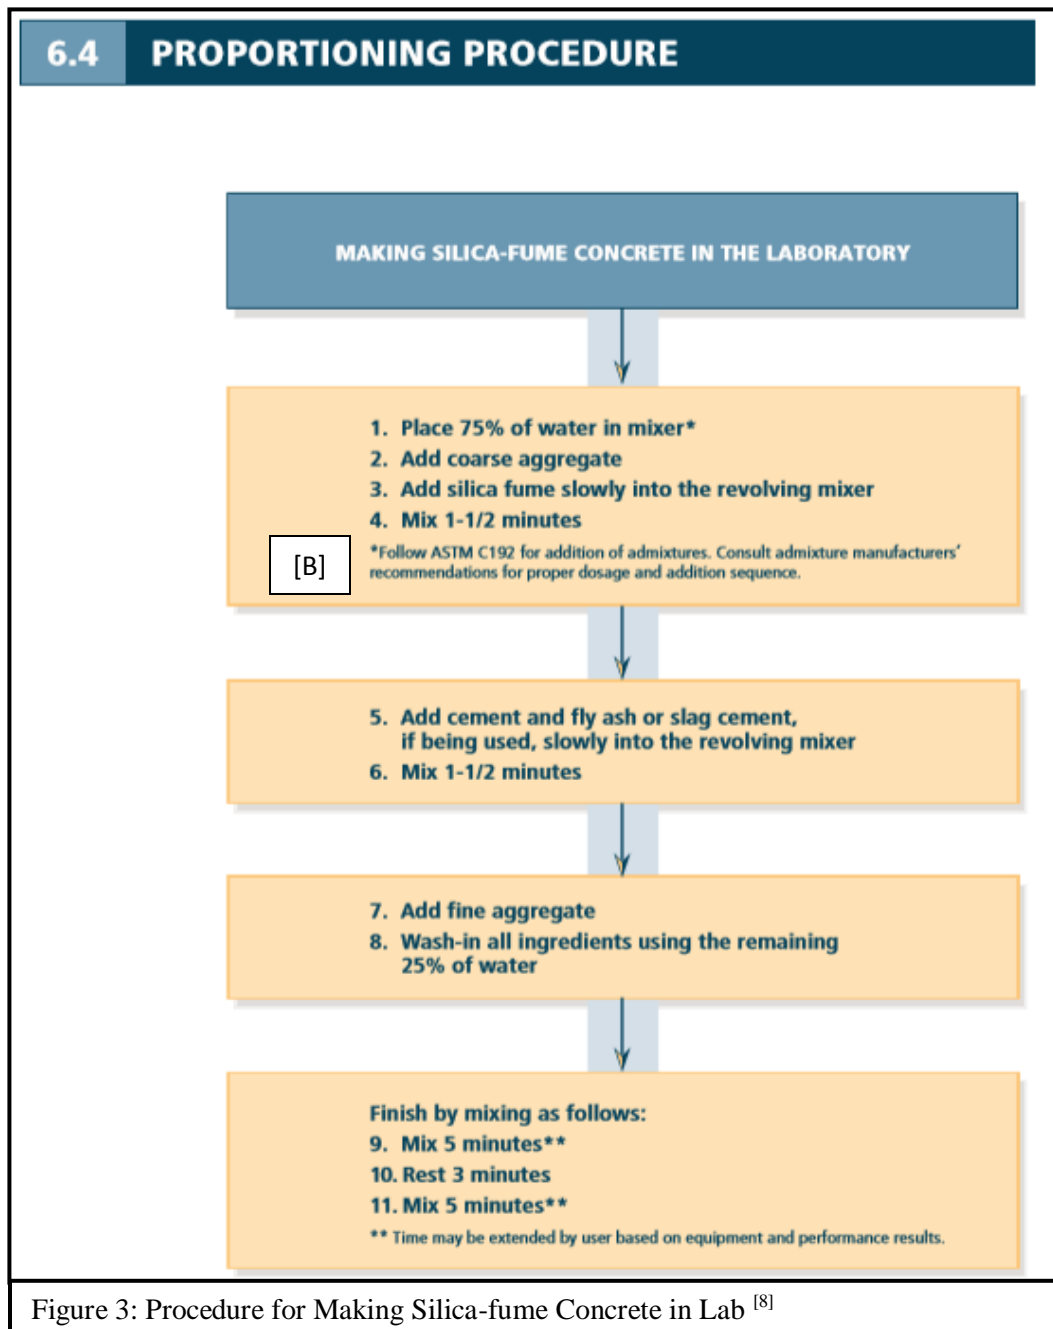 6.4 PROPORTIONING PROCEDURE
MAKING SILICA-FUME CONCRETE IN THE LABORATORY
1. Place 75% of water in mixer*
2. Add coarse aggregate
3. Add silica fume slowly into the revolving mixer
4. Mix 1-1/2 minutes
*Follow ASTM C192 for addition of admixtures. Consult admixture manufacturers'
recommendations for proper dosage and addition sequence.
[B]
5. Add cement and fly ash or slag cement,
if being used, slowly into the revolving mixer
6. Mix 1-1/2 minutes
7. Add fine aggregate
8. Wash-in all ingredients using the remaining
25% of water
Finish by mixing as follows:
9. Mix 5 minutes**
10. Rest 3 minutes
11. Mix 5 minutes**
** Time may be extended by user based on equipment and performance results.
Figure 3: Procedure for Making Silica-fume Concrete in Lab [8]